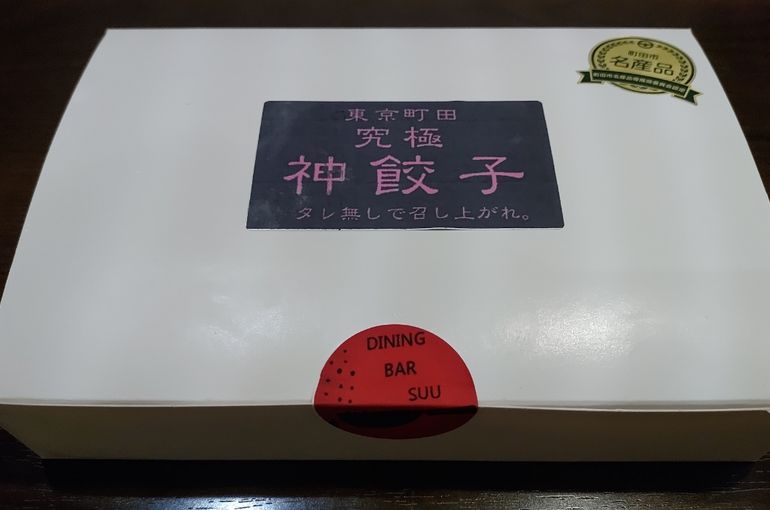 町田市
名産品
東京町田
究極
神餃子
タレ無しで召し上がれ。
DINING
BAR
SUU